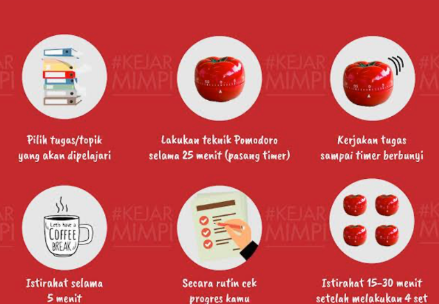 #KEJAR MIMPI
#KEJAR MIMPI
Pilih tugas/topik
yang akan dipelajari
Lakukan teknik Pomodoro
selama 25 menit (pasang timer)
Kerjakan tugas
sampai timer berbunyi
#KEJAR MIMPI
#KEJAR MIMPI
Let's have a
COFFEE
BREAK
Istirahat selama
5 menit
Secara rutin cek
progres kamu
Istirahat 15-30 menit
setelah melakukan 4 set